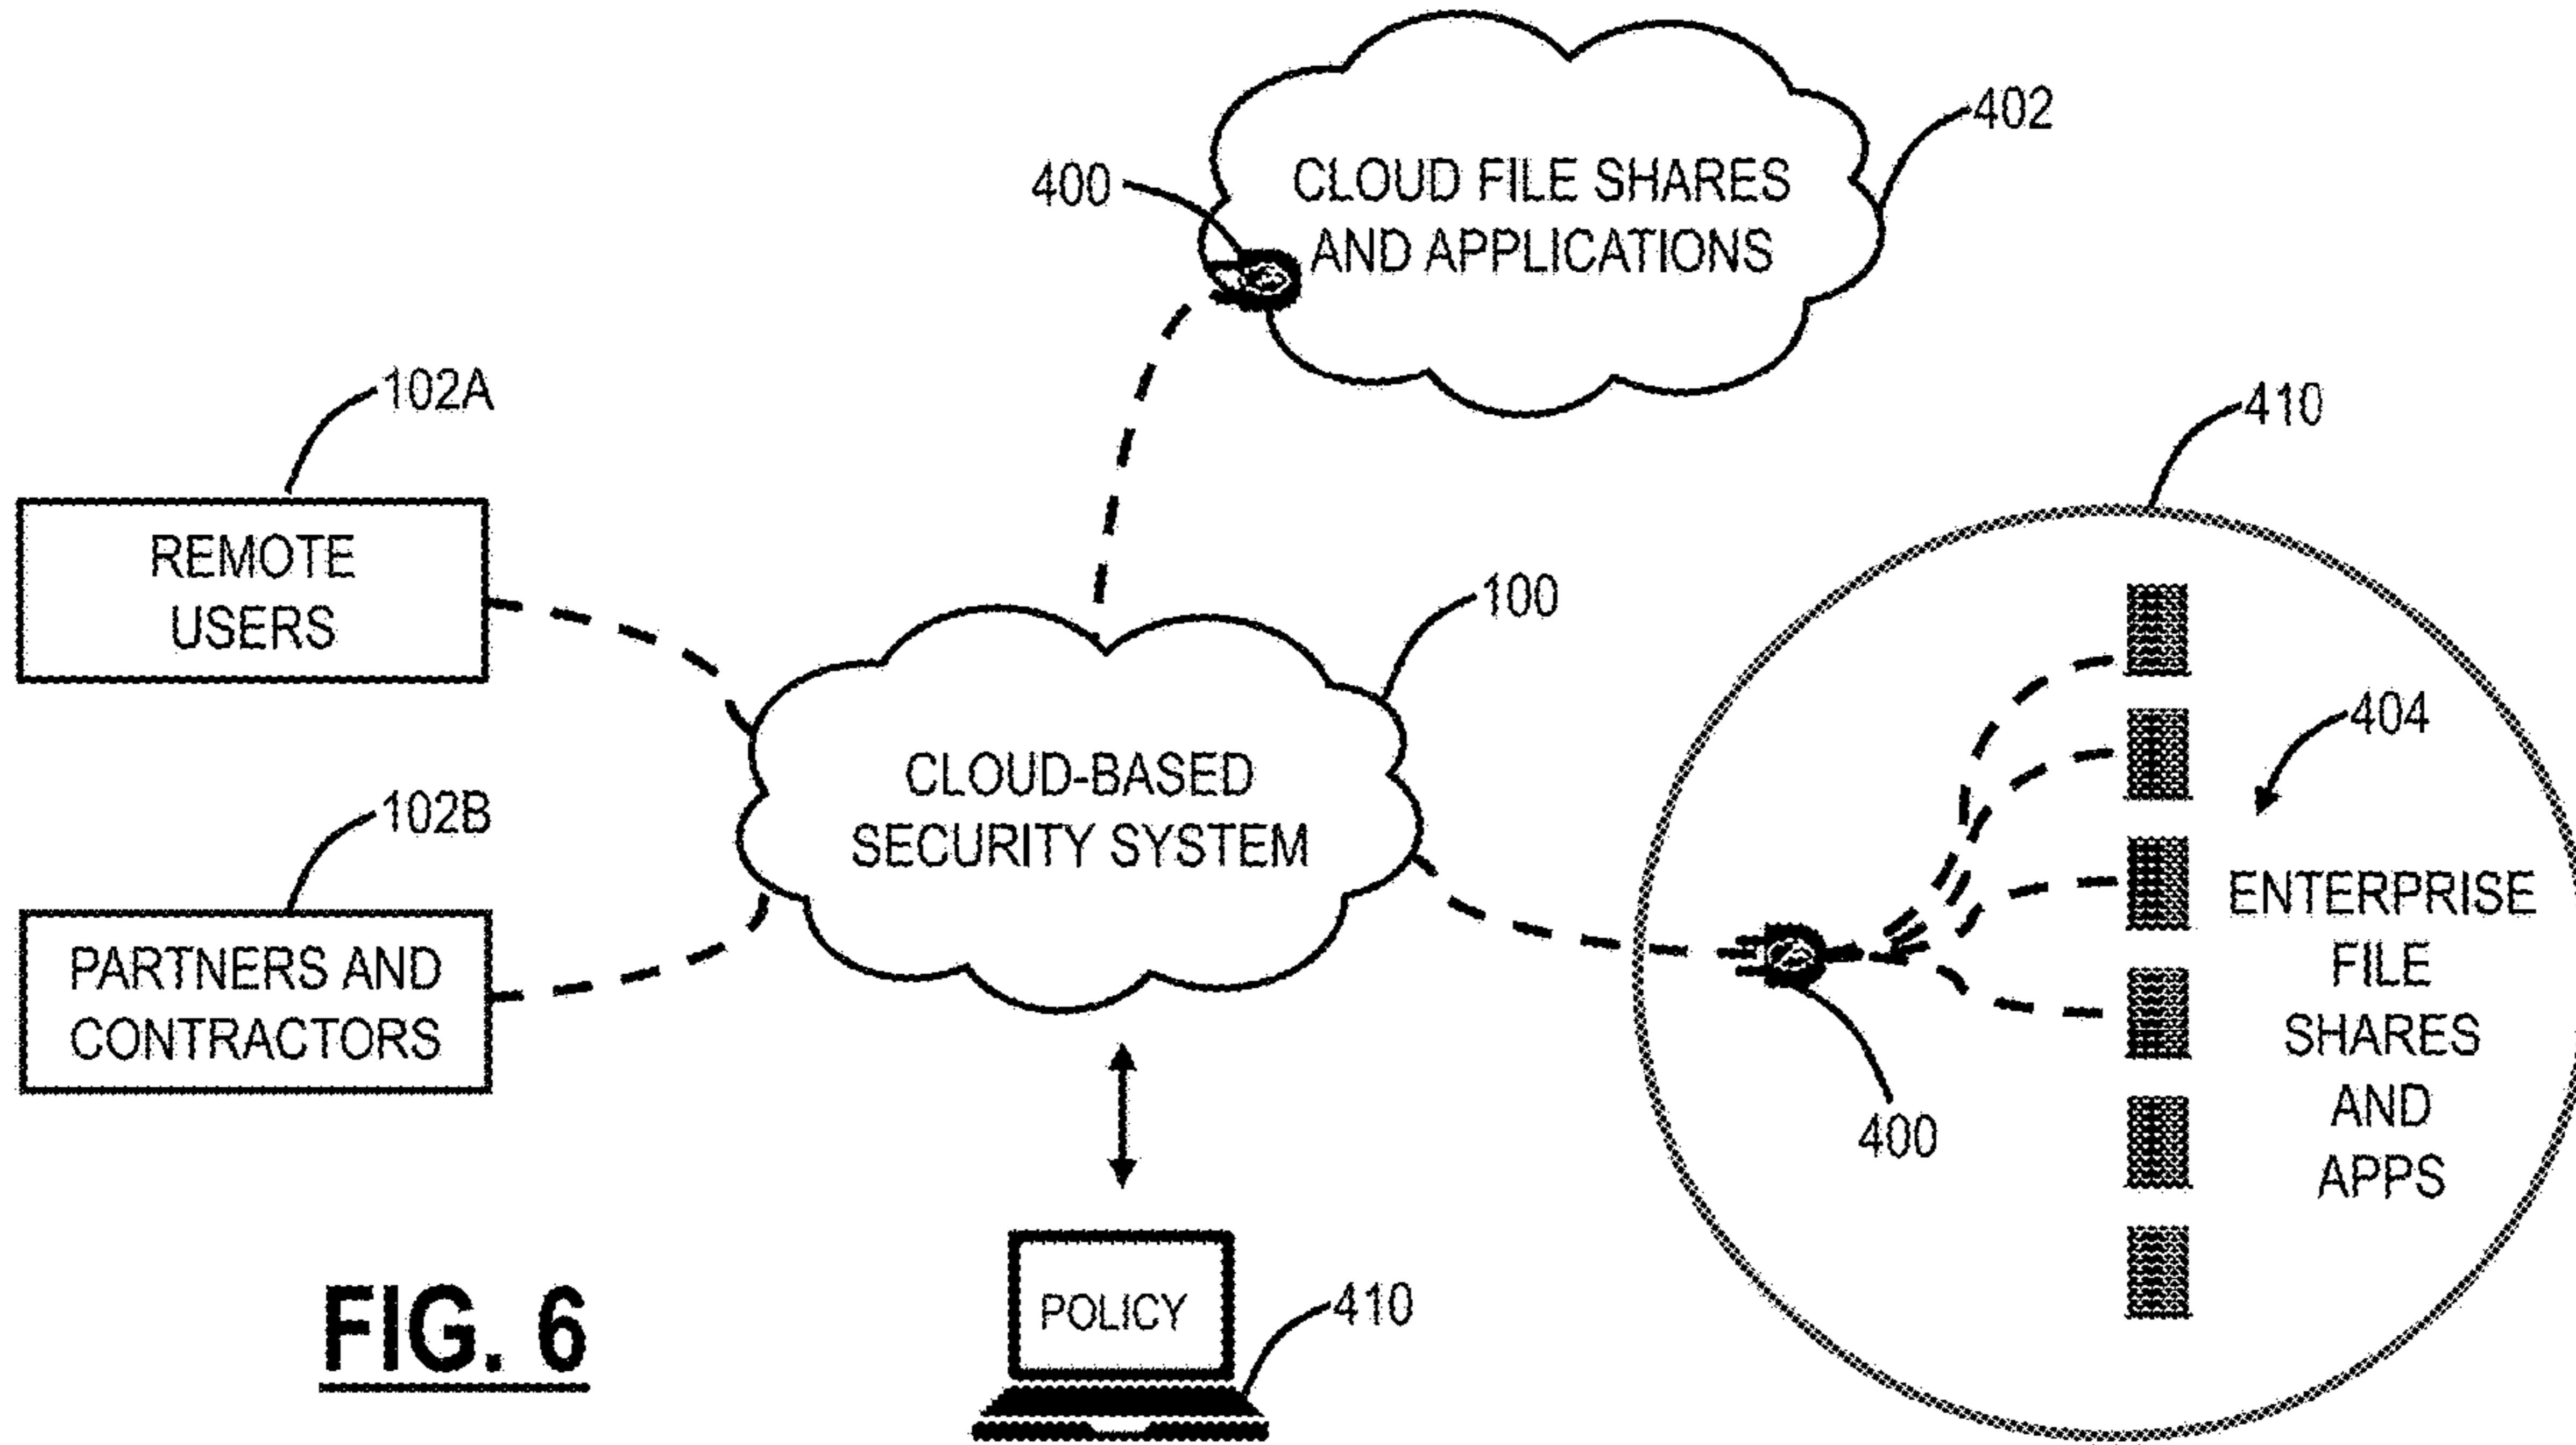 402
400
CLOUD FILE SHARES
AND APPLICATIONS
102A
410
REMOTE
USERS
100
404
102B
CLOUD-BASED
SECURITY SYSTEM
PARTNERS AND
CONTRACTORS
ENTERPRISE
FILE
SHARES
AND
APPS
400
POLICY
410
FIG. 6